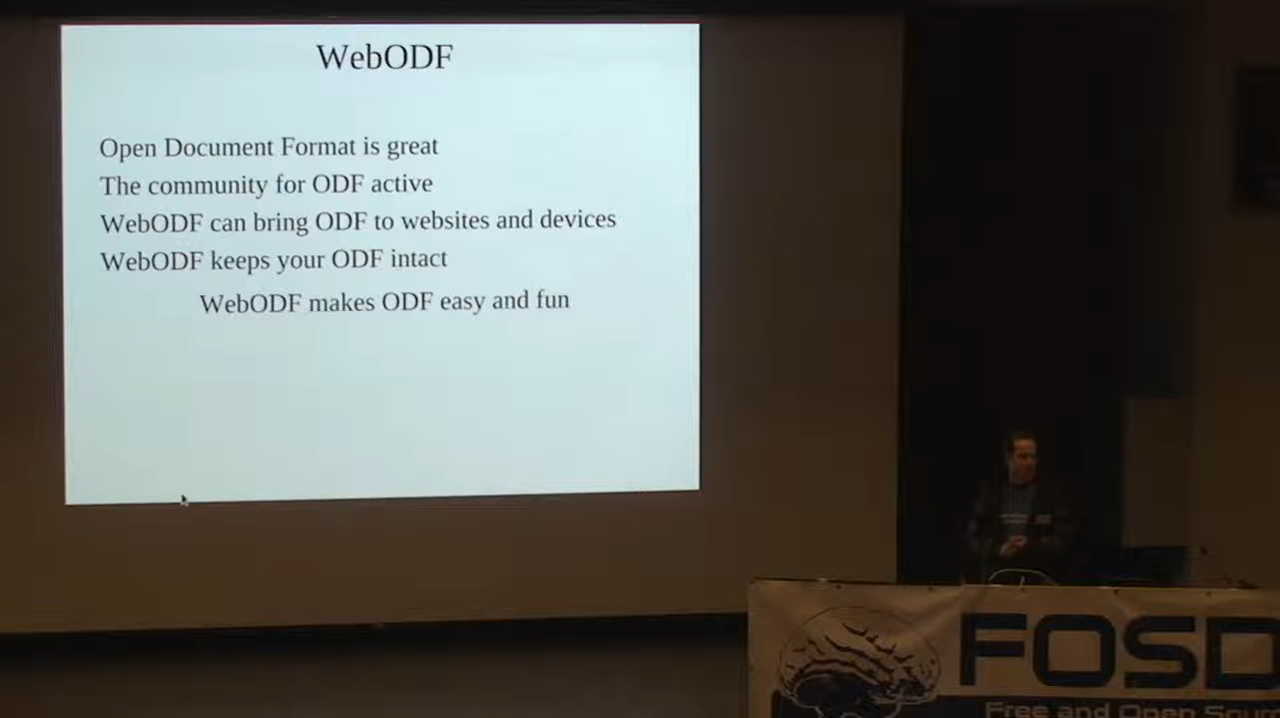 WebODF
Open Document Format is great
The community for ODF active
WebODF can bring ODF to websites and devices
WebODF keeps your ODF intact
WebODF makes ODF easy and fun
FOSD
Free and Open Sour